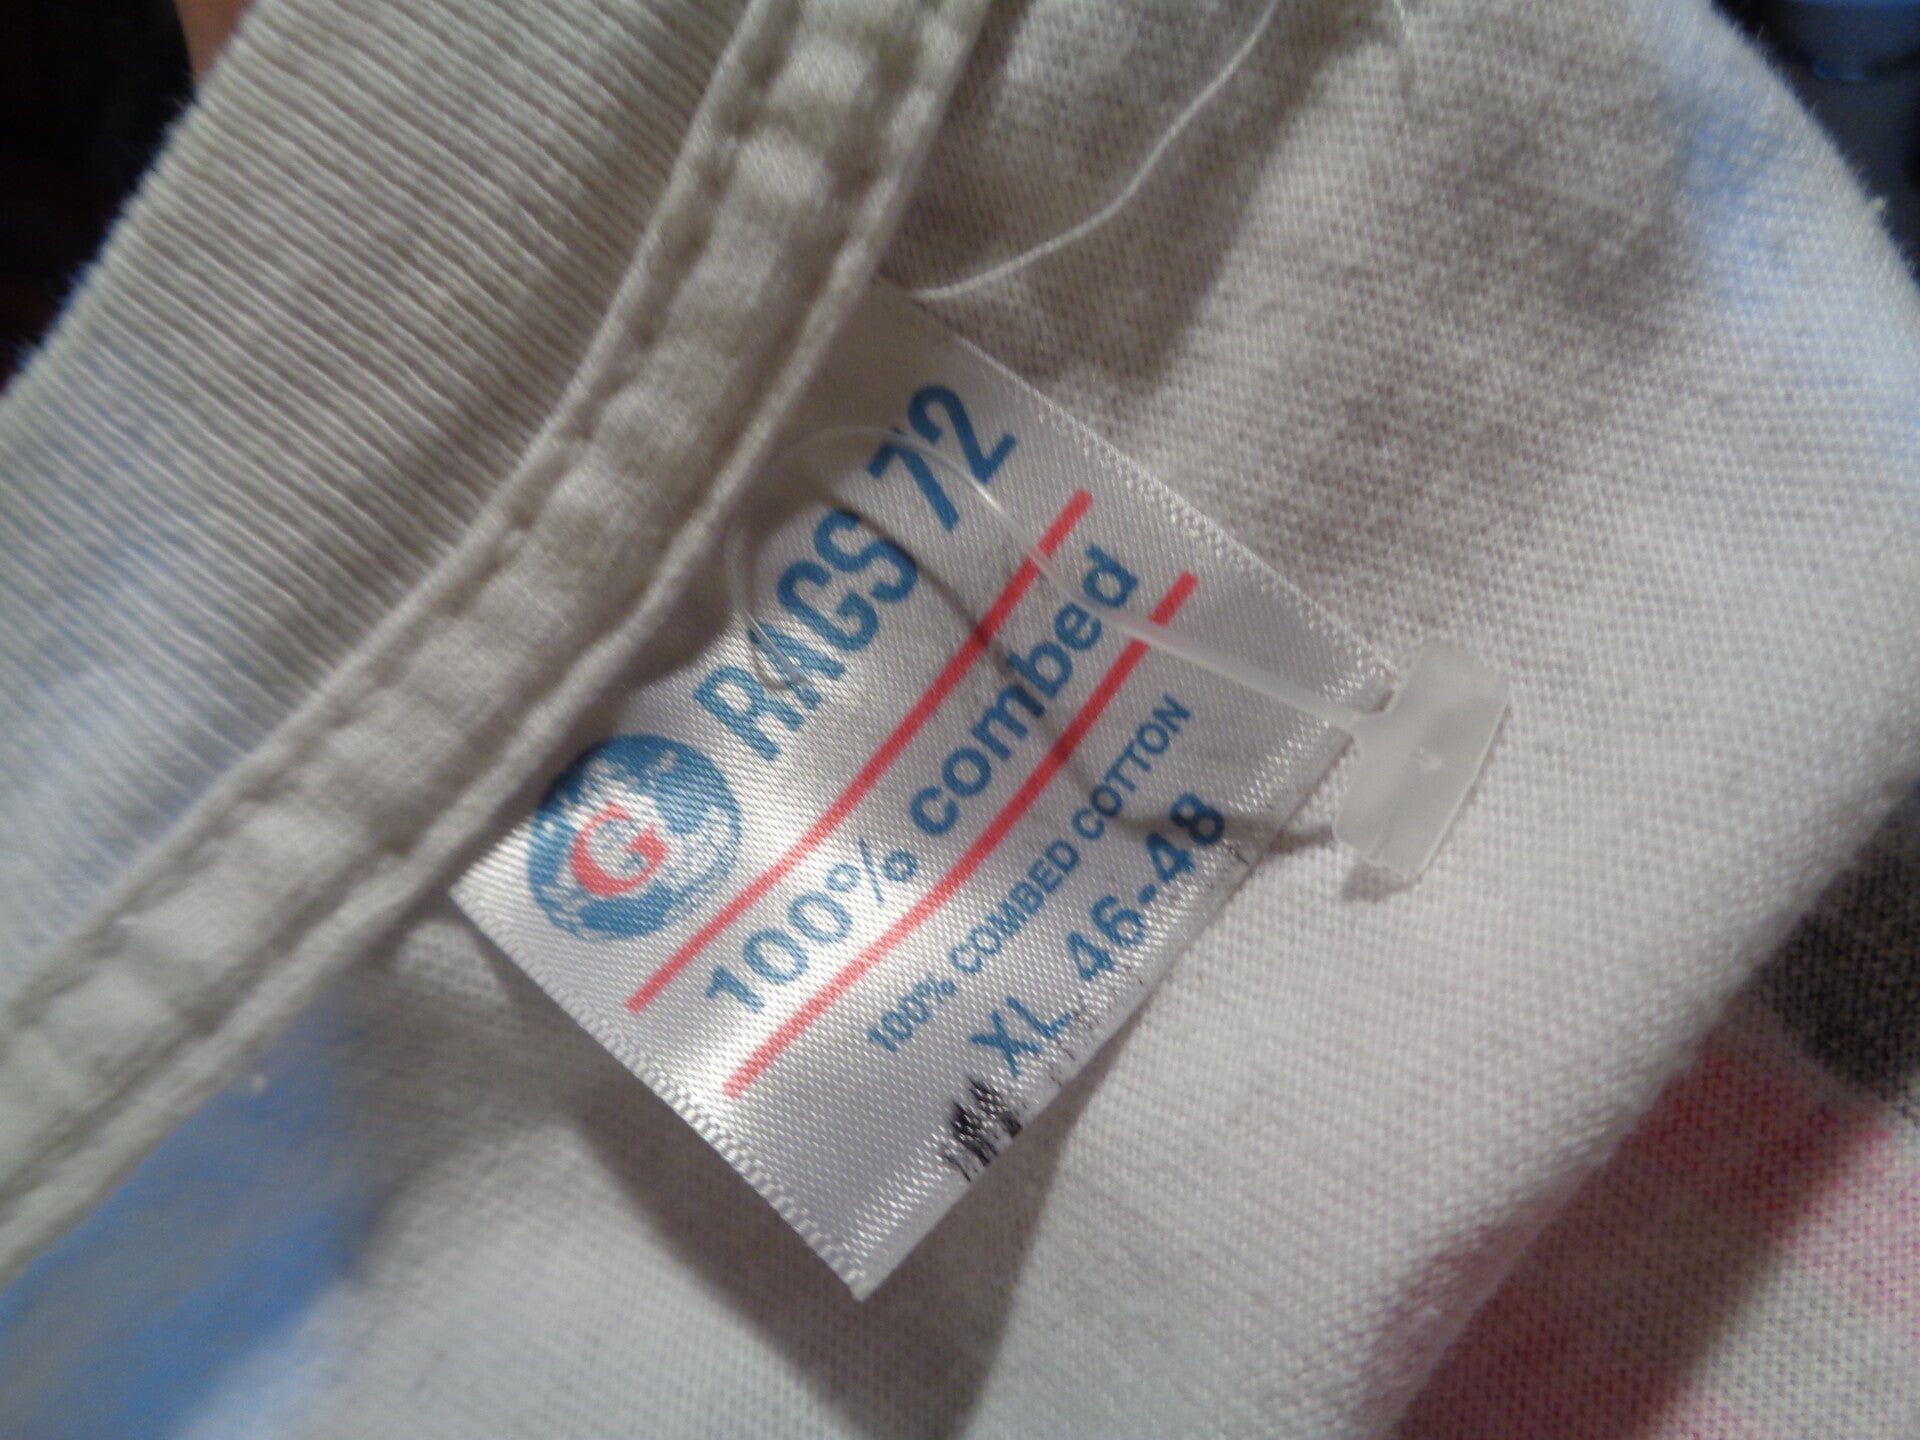 G RAGS 72
100% combed
100% COMBED COTTON
XL 46-48